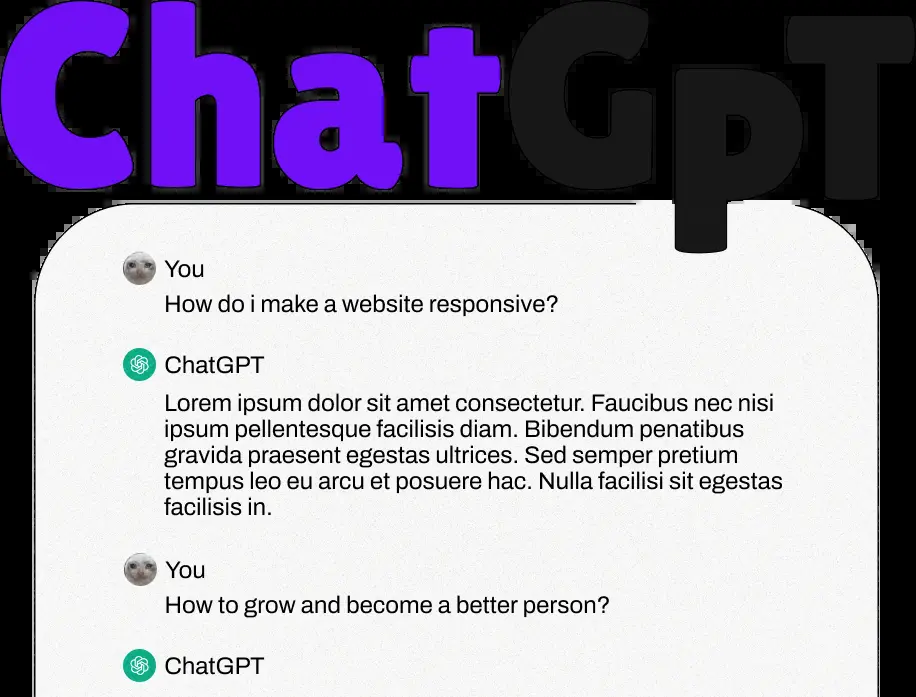 ChatGPT
You
How do i make a website responsive?
ChatGPT
Lorem ipsum dolor sit amet consectetur. Faucibus nec nisi
ipsum pellentesque facilisis diam. Bibendum penatibus
gravida praesent egestas ultrices. Sed semper pretium
tempus leo eu arcu et posuere hac. Nulla facilisi sit egestas
facilisis in.
You
How to grow and become a better person?
ChatGPT